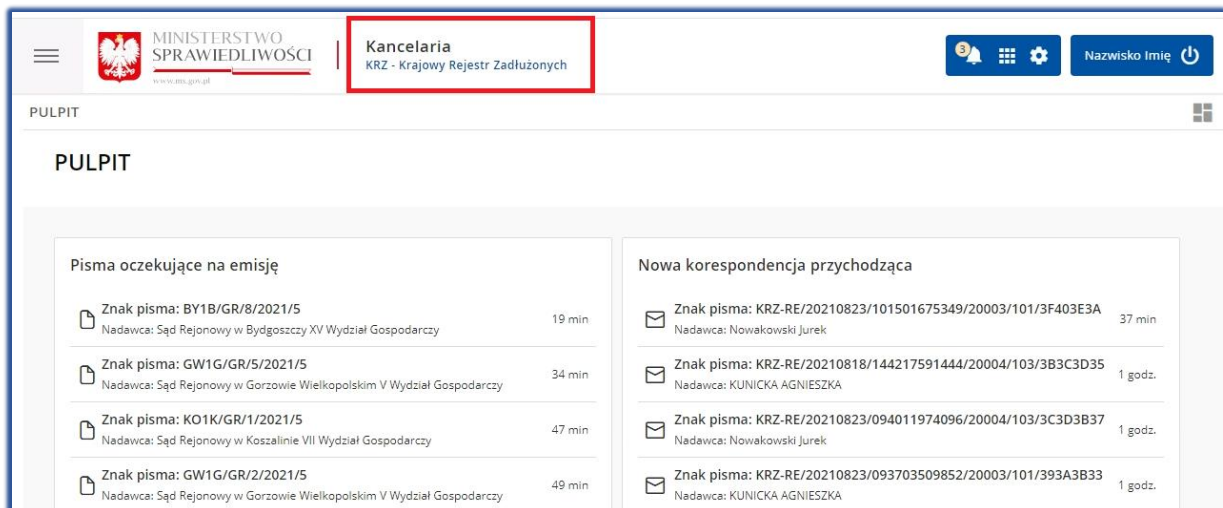 MINISTERSTWO
SPRAWIEDLIWOŚCI
www.ms.gov.pl
Kancelaria
KRZ - Krajowy Rejestr Zadłużonych
3
Nazwisko Imię
PULPIT
PULPIT
Pisma oczekujące na emisję
Znak pisma: BY1B/GR/8/2021/5
Nadawca: Sąd Rejonowy w Bydgoszczy XV Wydział Gospodarczy
19 min
Znak pisma: GW1G/GR/5/2021/5
Nadawca: Sąd Rejonowy w Gorzowie Wielkopolskim V Wydział Gospodarczy
34 min
Znak pisma: KO1K/GR/1/2021/5
Nadawca: Sąd Rejonowy w Koszalinie VII Wydział Gospodarczy
47 min
Znak pisma: GW1G/GR/2/2021/5
Nadawca: Sąd Rejonowy w Gorzowie Wielkopolskim V Wydział Gospodarczy
49 min
Nowa korespondencja przychodząca
Znak pisma: KRZ-RE/20210823/101501675349/20003/101/3F403E3A
Nadawca: Nowakowski Jurek
37 min
Znak pisma: KRZ-RE/20210818/144217591444/20004/103/3B3C3D35
Nadawca: KUNICKA AGNIESZKA
1 godz.
Znak pisma: KRZ-RE/20210823/094011974096/20004/103/3C3D3B37
Nadawca: Nowakowski Jurek
1 godz.
Znak pisma: KRZ-RE/20210823/093703509852/20003/101/393A3B33
Nadawca: KUNICKA AGNIESZKA
1 godz.